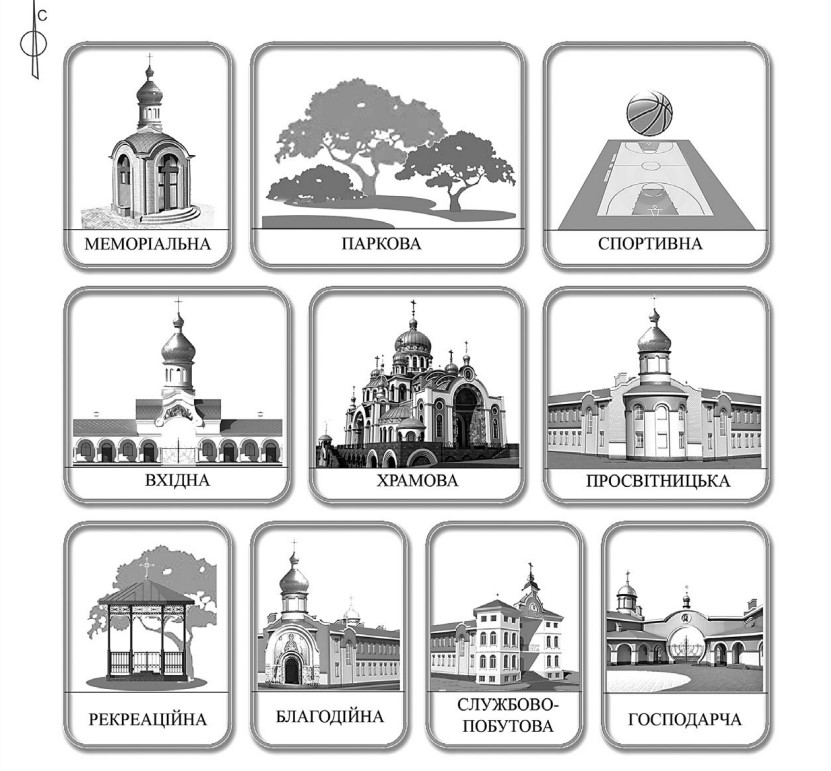 С
МЕМОРІАЛЬНА
ПАРКОВА
СПОРТИВНА
ВХІДНА
ХРАМОВА
ПРОСВІТНИЦЬКА
РЕКРЕАЦІЙНА
БЛАГОДІЙНА
СЛУЖБОВО-
ПОБУТОВА
ГОСПОДАРЧА